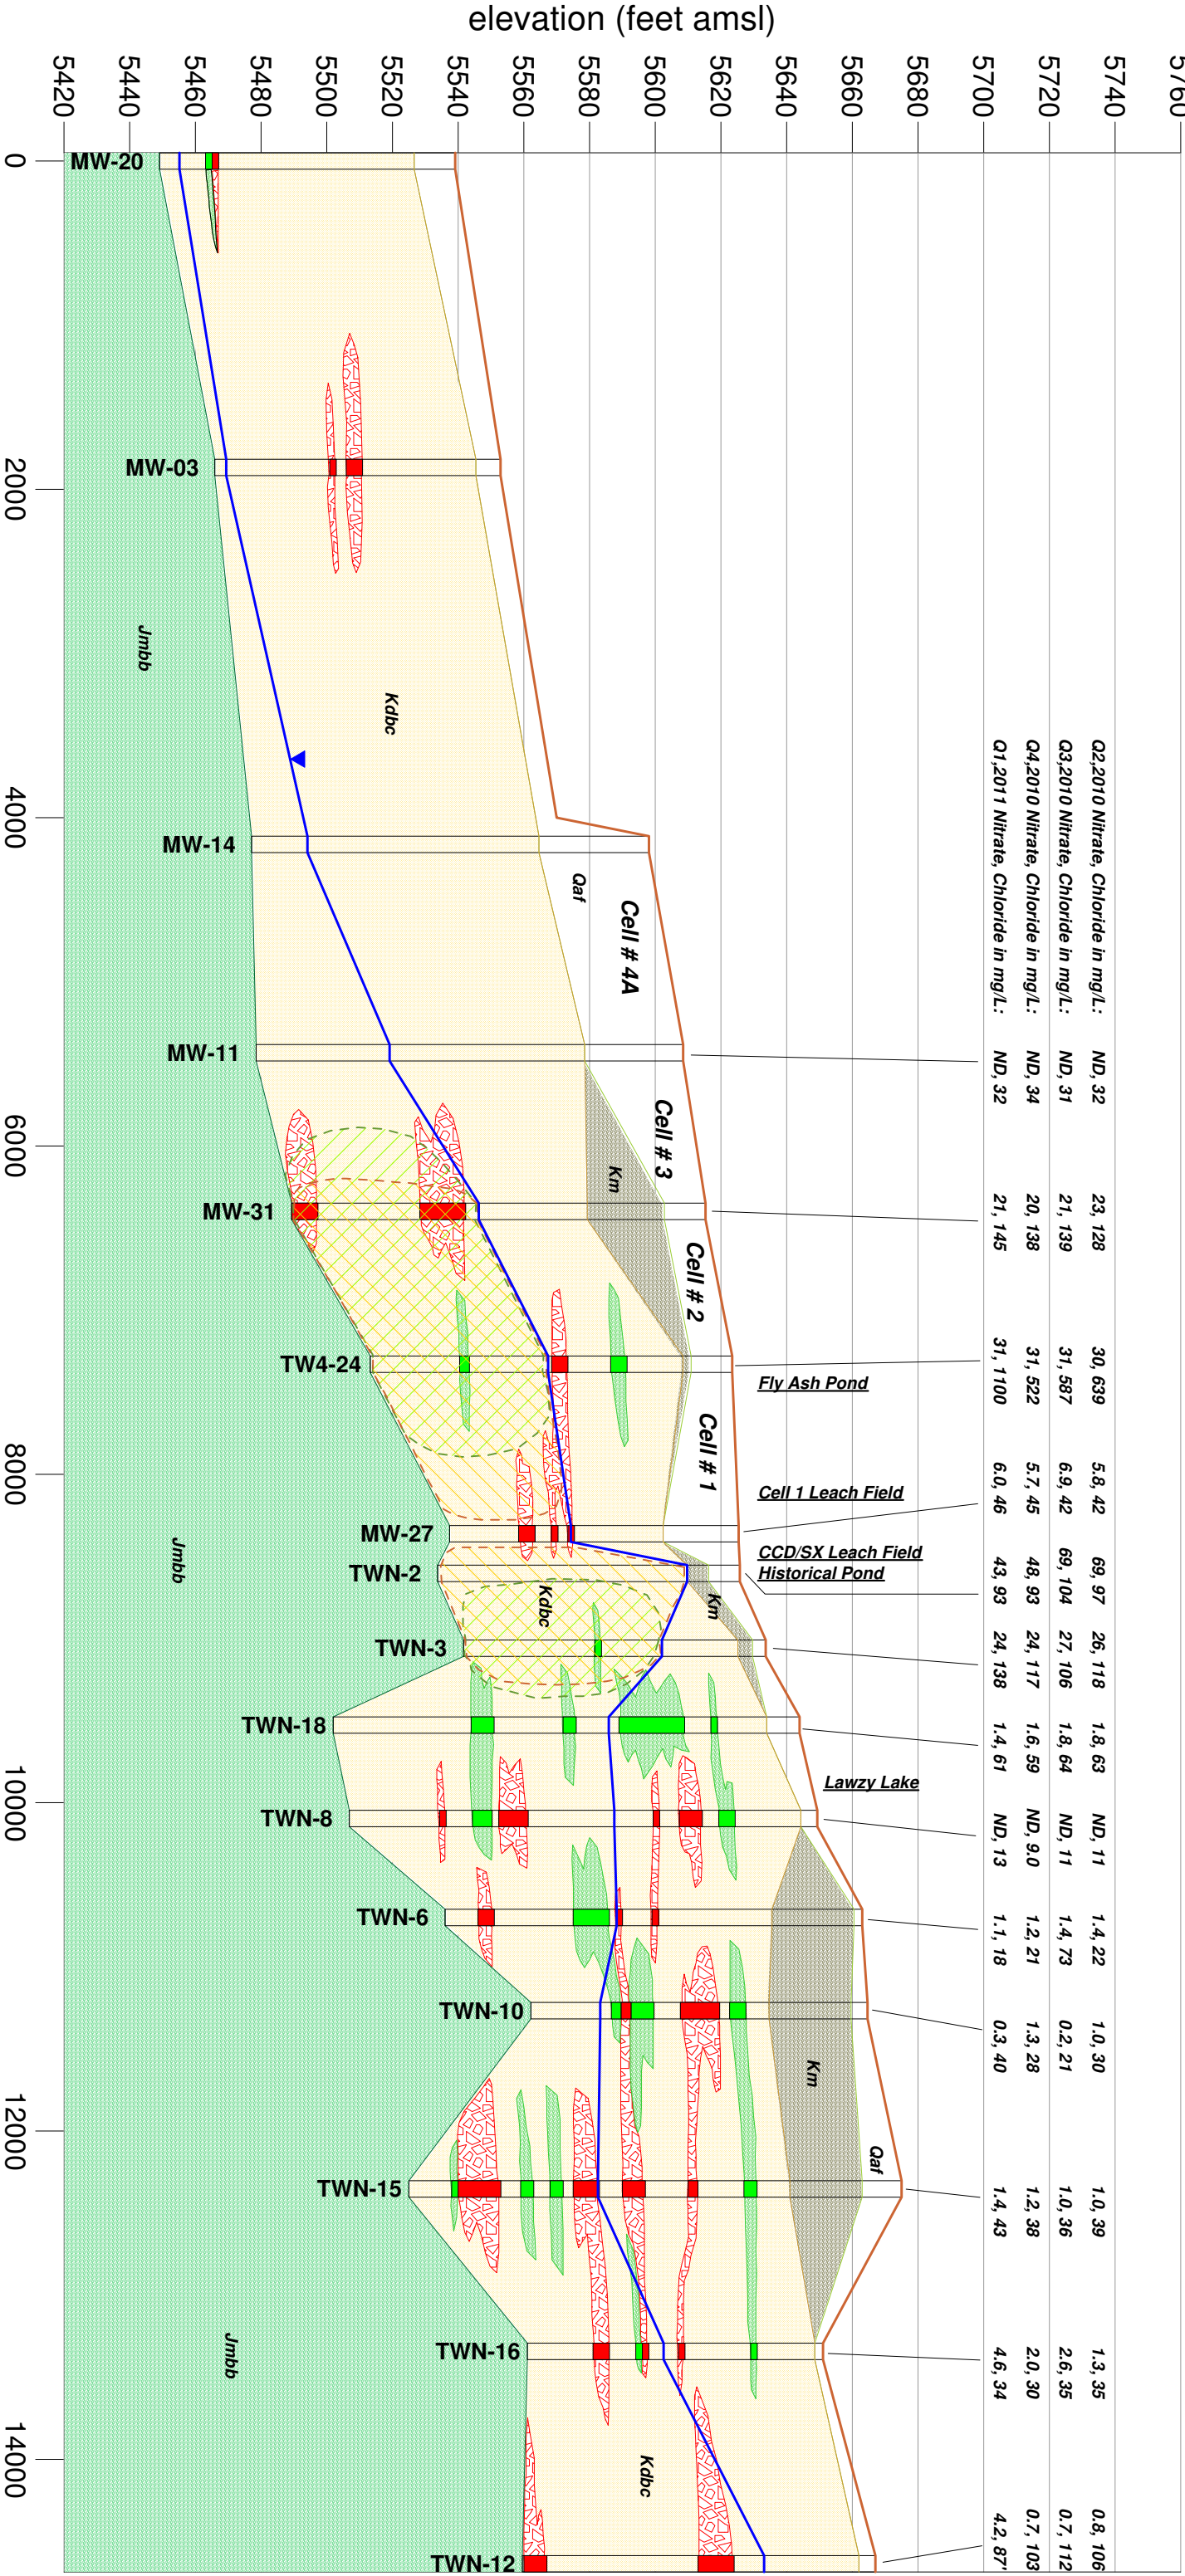 elevation (feet amsl)
5760
5740
5720
5700
5680
5660
5640
5620
5600
5580
5560
5540
5520
5500
5480
5460
5440
5420
0
2000
4000
6000
8000
10000
12000
14000
Q2,2010 Nitrate, Chloride in mg/L: ND, 32 23, 128 30, 639 5.8, 42 69, 97 26, 118 1.8, 63 ND, 11 1.4, 22 1.0, 30 1.0, 39 1.3, 35 0.8, 106
Q3,2010 Nitrate, Chloride in mg/L: ND, 31 21, 139 31, 587 6.9, 42 69, 104 27, 106 1.8, 64 ND, 11 1.4, 73 0.2, 21 1.0, 36 2.6, 35 0.7, 112
Q4,2010 Nitrate, Chloride in mg/L: ND, 34 20, 138 31, 522 5.7, 45 48, 93 24, 117 1.6, 59 ND, 9.0 1.2, 21 1.3, 28 1.2, 38 2.0, 30 0.7, 103
Q1,2011 Nitrate, Chloride in mg/L: ND, 32 21, 145 31, 1100 6.0, 46 43, 93 24, 138 1.4, 61 ND, 13 1.1, 18 0.3, 40 1.4, 43 4.6, 34 4.2, 87'
Fly Ash Pond
Cell 1 Leach Field
CCD/SX Leach Field
Historical Pond
Lawzy Lake
Cell # 4A
Cell # 3
Cell # 2
Cell # 1
Qaf
Km
Km
Km
Qaf
Kdbc
Kdbc
Kdbc
Jmbb
Jmbb
Jmbb
MW-20
MW-03
MW-14
MW-11
MW-31
TW4-24
MW-27
TWN-2
TWN-3
TWN-18
TWN-8
TWN-6
TWN-10
TWN-15
TWN-16
TWN-12